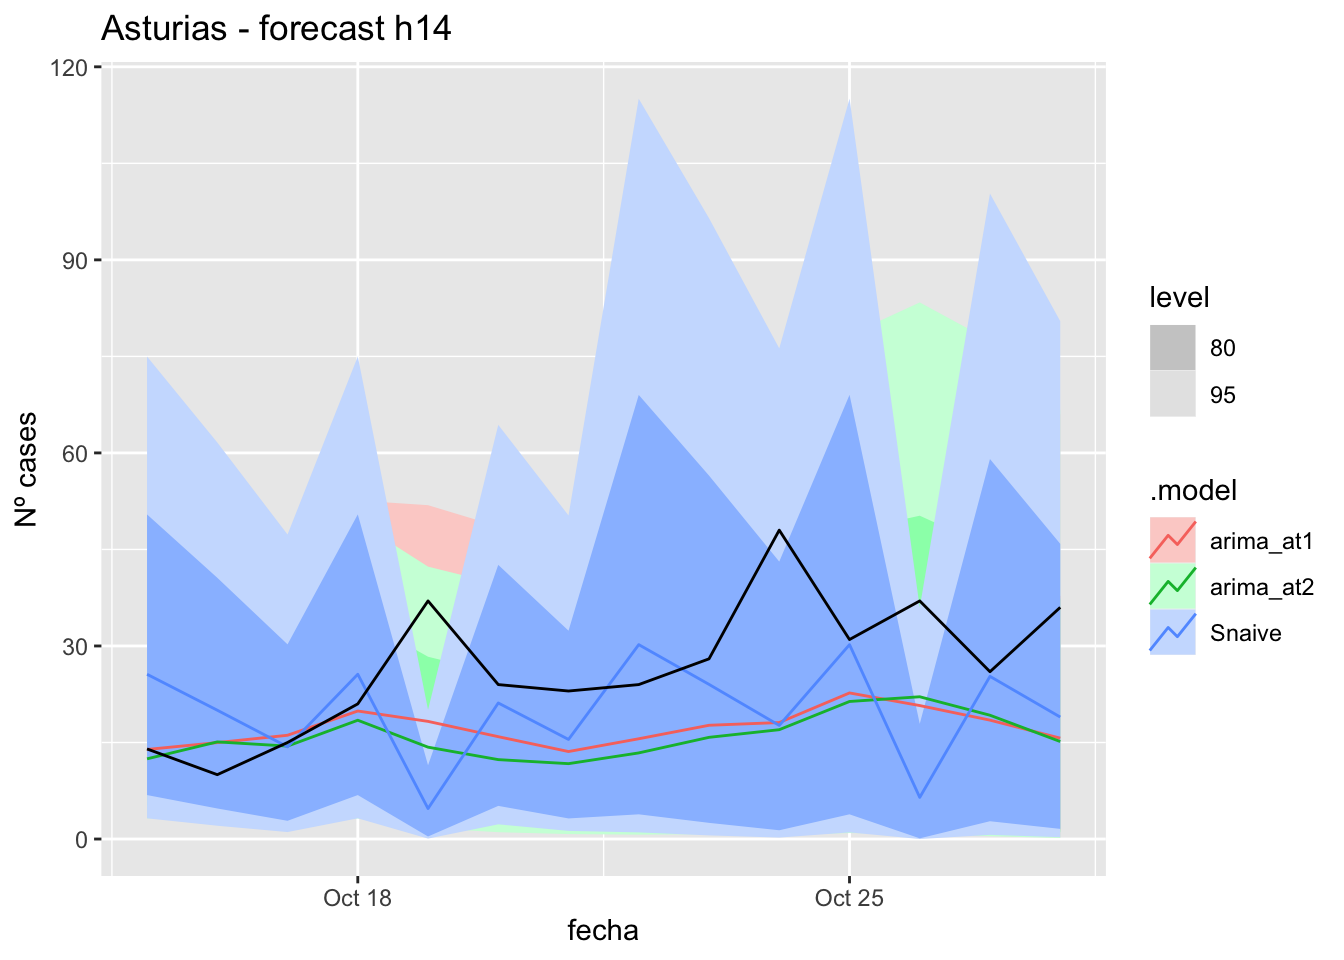 Asturias - forecast h14
120
90
60
30
0
Nº cases
Oct 18
Oct 25
fecha
level
80
95
.model
arima_at1
arima_at2
Snaive